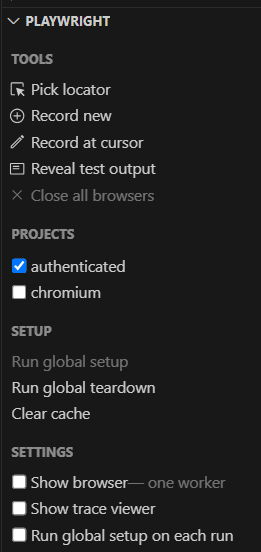 PLAYWRIGHT
TOOLS
Pick locator
Record new
Record at cursor
Reveal test output
Close all browsers
PROJECTS
authenticated
chromium
SETUP
Run global setup
Run global teardown
Clear cache
SETTINGS
Show browser— one worker
Show trace viewer
Run global setup on each run